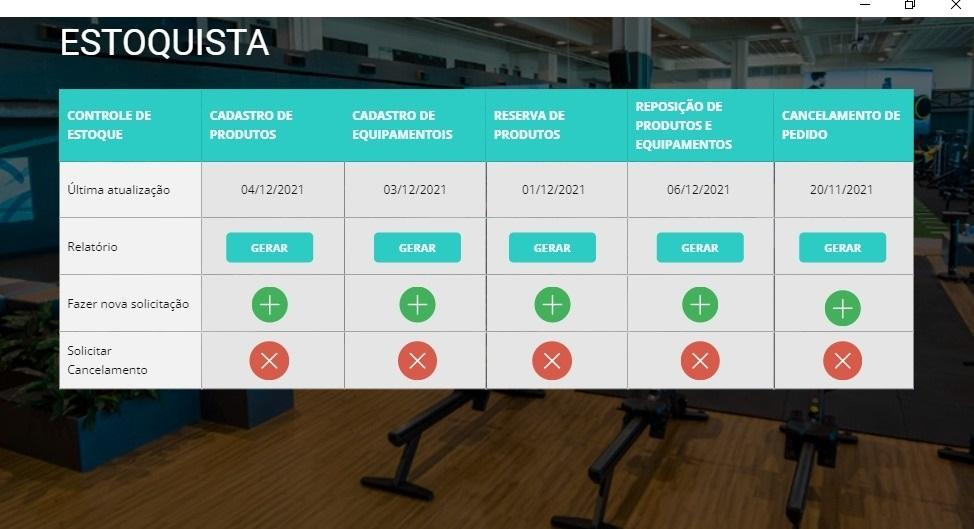 ESTOQUISTA
CONTROLE DE
ESTOQUE
CADASTRO DE
PRODUTOS
CADASTRO DE
EQUIPAMENTOIS
RESERVA DE
PRODUTOS
REPOSIÇÃO DE
PRODUTOS E
EQUIPAMENTOS
CANCELAMENTO DE
PEDIDO
Última atualização 04/12/2021 03/12/2021 01/12/2021 06/12/2021 20/11/2021
Relatório GERAR GERAR GERAR GERAR GERAR
Fazer nova solicitação
Solicitar
Cancelamento